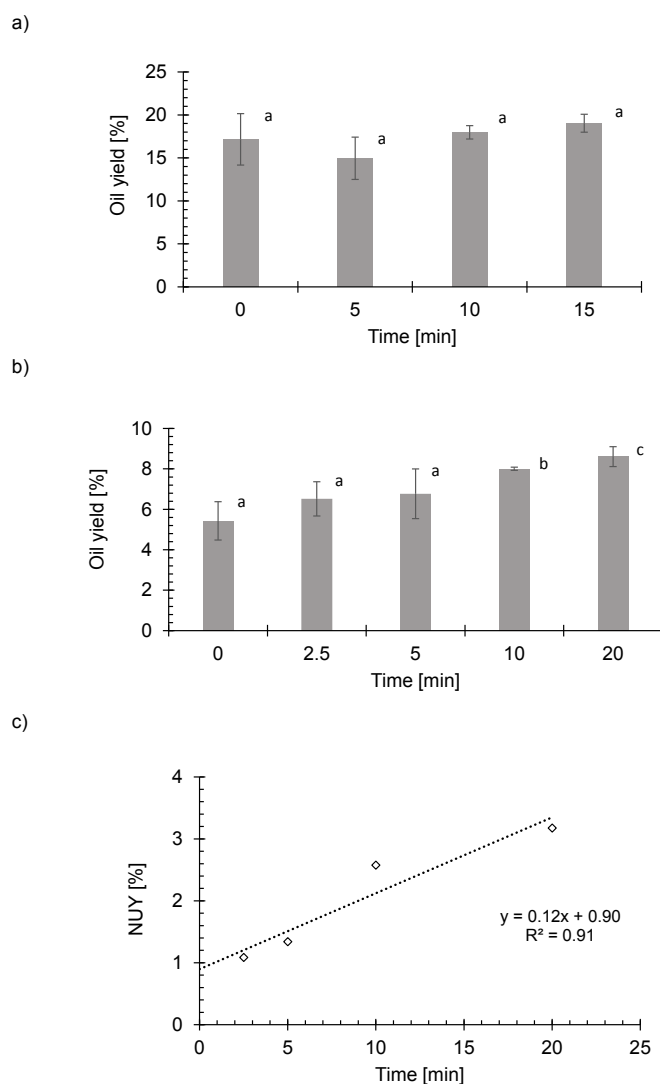 a)
25
20
15
10
5
0
Oil yield [%]
a
a
a
a
0 5 10 15
Time [min]
b)
10
8
6
4
2
0
Oil yield [%]
a
a
a
b
c
0 2.5 5 10 20
Time [min]
c)
4
3
2
1
0
NUY [%]
y = 0.12x + 0.90
R² = 0.91
0 5 10 15 20 25
Time [min]